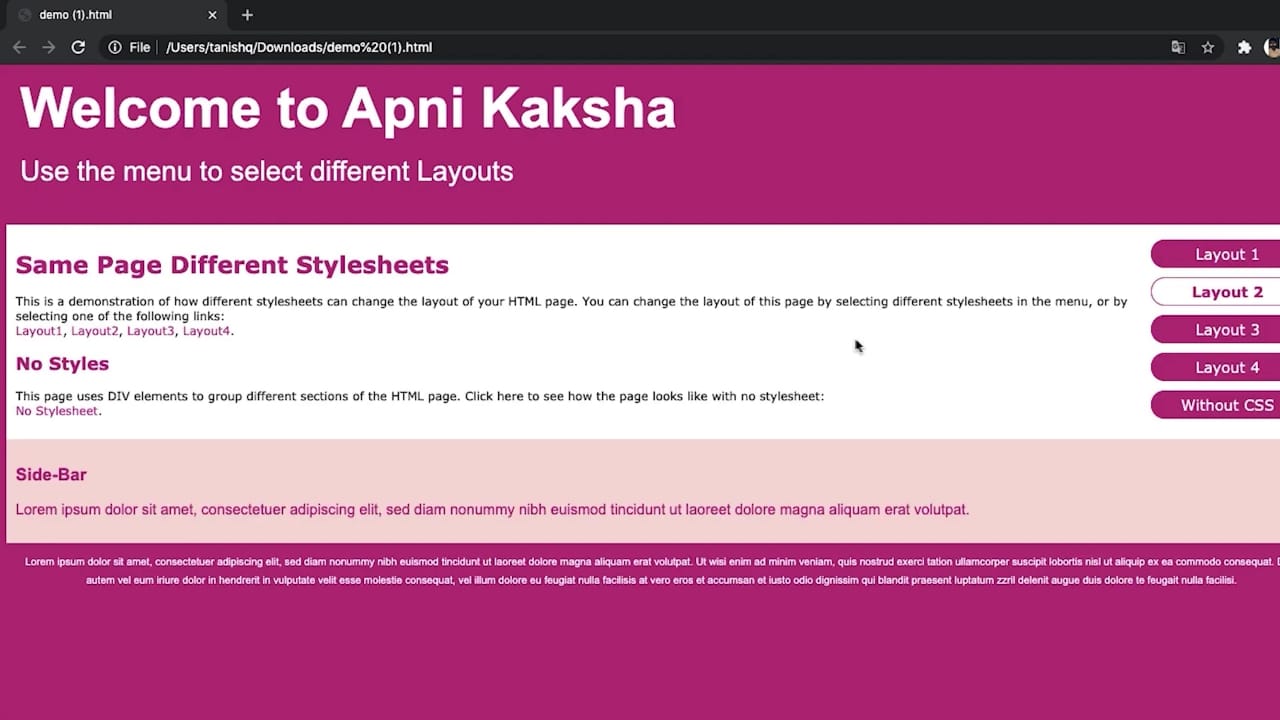 demo (1).html
File
/Users/tanishq/Downloads/demo%20(1).html
Welcome to Apni Kaksha
Use the menu to select different Layouts
Same Page Different Stylesheets
This is a demonstration of how different stylesheets can change the layout of your HTML page. You can change the layout of this page by selecting different stylesheets in the menu, or by
selecting one of the following links:
Layout1, Layout2, Layout3, Layout4.
No Styles
This page uses DIV elements to group different sections of the HTML page. Click here to see how the page looks like with no stylesheet:
No Stylesheet.
Layout 1
Layout 2
Layout 3
Layout 4
Without CSS
Side-Bar
Lorem ipsum dolor sit amet, consectetuer adipiscing elit, sed diam nonummy nibh euismod tincidunt ut laoreet dolore magna aliquam erat volutpat.
Lorem ipsum dolor sit amet, consectetuer adipiscing elit, sed diam nonummy nibh euismod tincidunt ut laoreet dolore magna aliquam erat volutpat. Ut wisi enim ad minim veniam, quis nostrud exerci tation ullamcorper suscipit lobortis nisl ut aliquip ex ea commodo consequat.
autem vel eum iriure dolor in hendrerit in vulputate velit esse molestie consequat, vel illum dolore eu feugiat nulla facilisis at vero eros et accumsan et iusto odio dignissim qui blandit praesent luptatum zzril delenit augue duis dolore te feugait nulla facilisi.